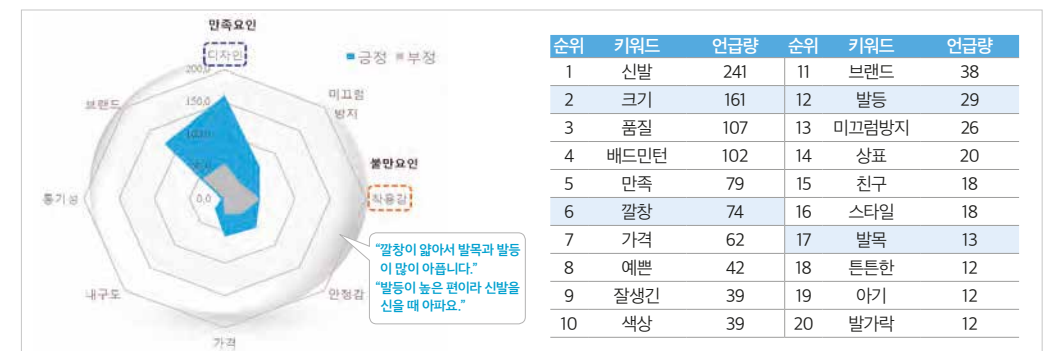 만족요인
디자인
긍정 부정
200.0
미끄럼
방지
브랜드
150.0
불만요인
통기성
0.0
착용감
"깔창이 얇아서 발목과 발등
이 많이 아픕니다."
"발등이 높은 편이라 신발을
신을 때 아파요."
내구도
안정감
가격
순위 키워드 언급량 순위 키워드 언급량
1 신발 241 11 브랜드 38
2 크기 161 12 발등 29
3 품질 107 13 미끄럼방지 26
4 배드민턴 102 14 상표 20
5 만족 79 15 친구 18
6 깔창 74 16 스타일 18
7 가격 62 17 발목 13
8 예쁜 42 18 튼튼한 12
9 잘생긴 39 19 아기 12
10 색상 39 20 발가락 12